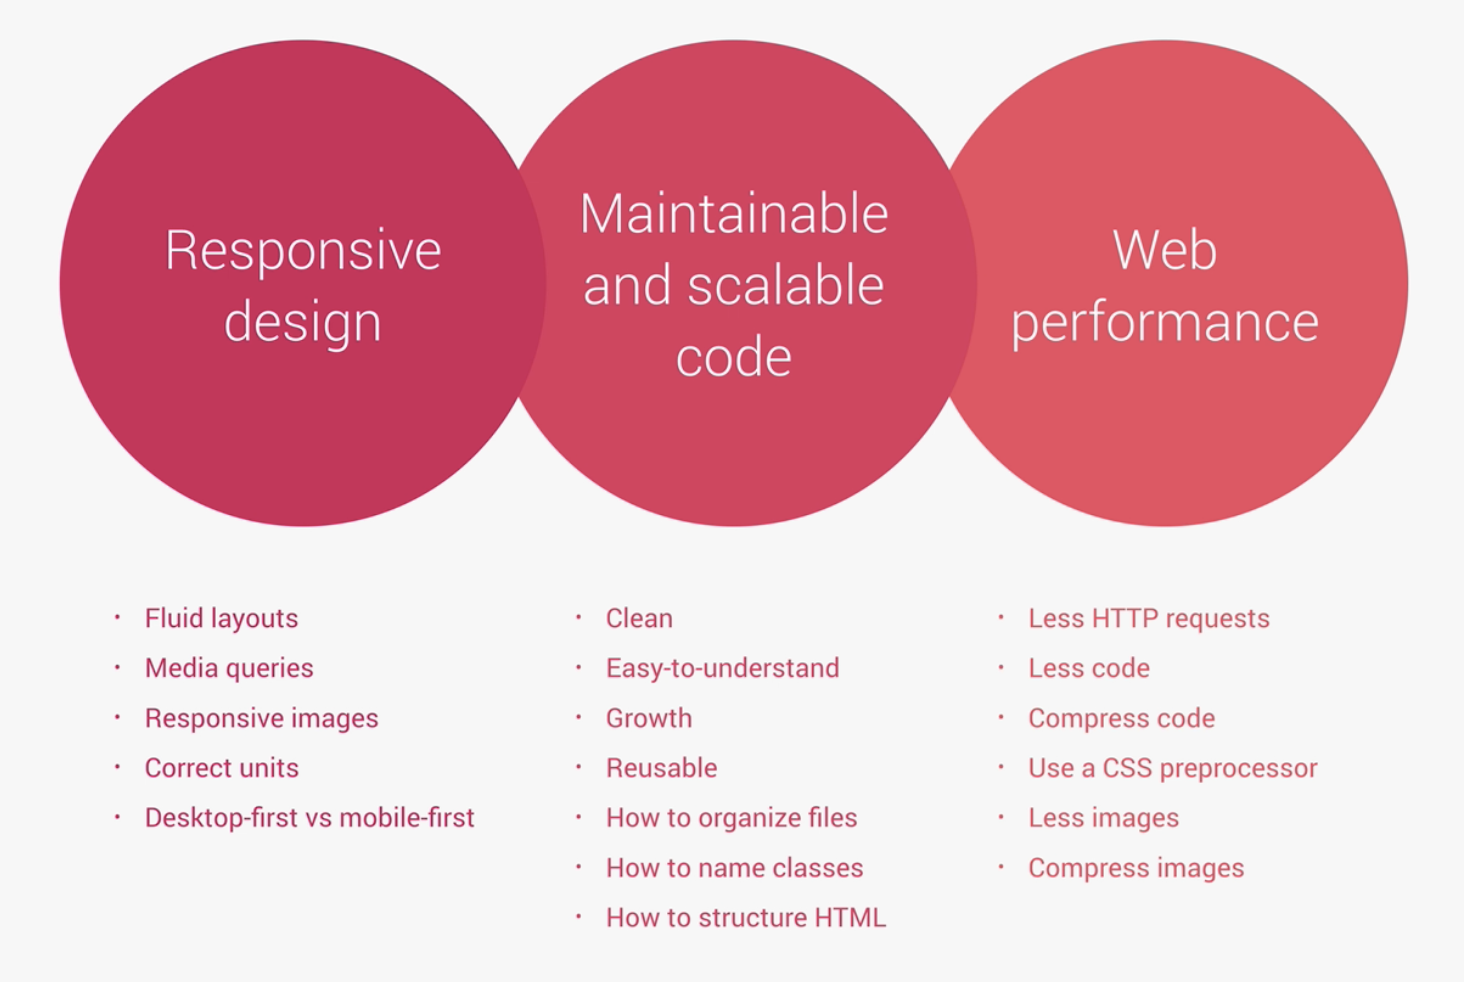 Responsive
design
Maintainable
and scalable
code
Web
performance
· Fluid layouts
· Media queries
· Responsive images
· Correct units
· Desktop-first vs mobile-first
· Clean
· Easy-to-understand
· Growth
· Reusable
· How to organize files
· How to name classes
· How to structure HTML
· Less HTTP requests
· Less code
· Compress code
· Use a CSS preprocessor
· Less images
· Compress images